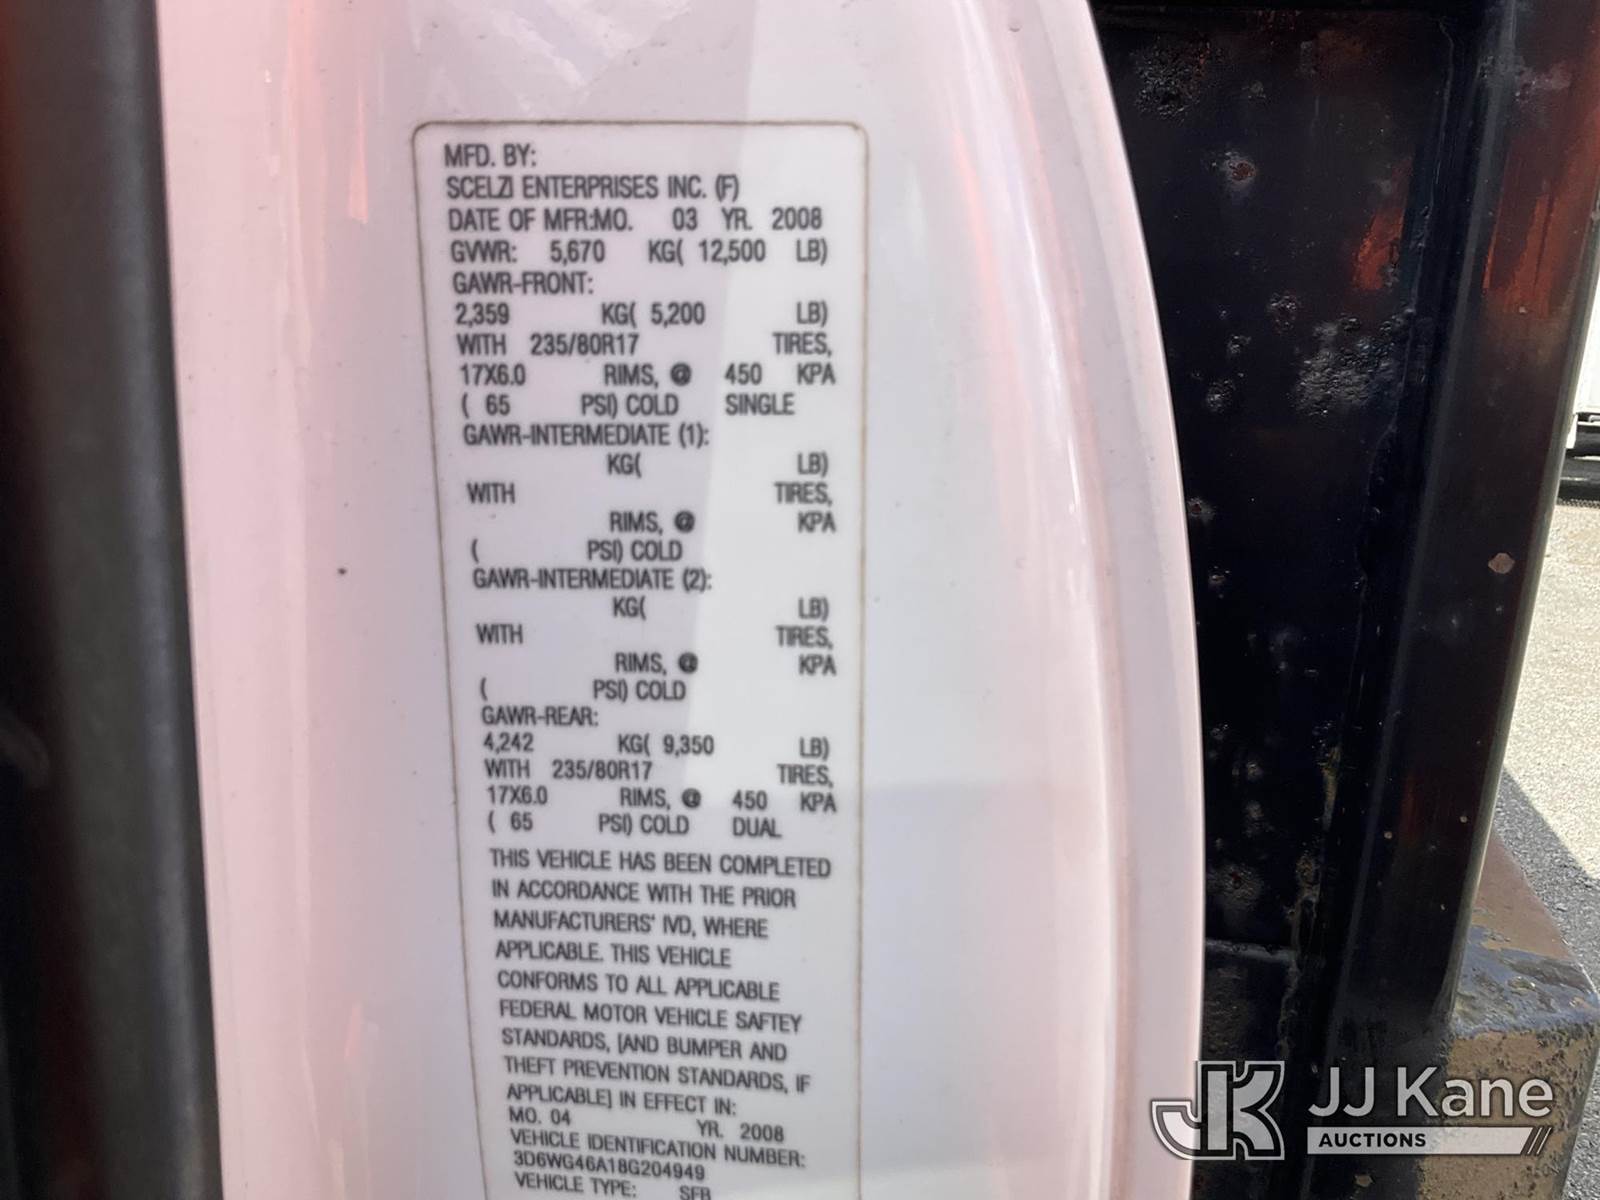 MFD. BY:
SCELZI ENTERPRISES INC. (F)
DATE OF MFR:MO. 03 YR. 2008
GVWR: 5,670 KG( 12,500 LB)
GAWR-FRONT:
2,359 KG( 5,200 LB)
WITH 235/80R17 TIRES,
17X6.0 RIMS, @ 450 KPA
( 65 PSI) COLD SINGLE
GAWR-INTERMEDIATE (1):
KG( LB)
WITH TIRES,
RIMS, @ KPA
( PSI) COLD
GAWR-INTERMEDIATE (2):
KG( LB)
WITH TIRES,
RIMS, @ KPA
( PSI) COLD
GAWR-REAR:
4,242 KG( 9,350 LB)
WITH 235/80R17 TIRES,
17X6.0 RIMS, @ 450 KPA
( 65 PSI) COLD DUAL
THIS VEHICLE HAS BEEN COMPLETED
IN ACCORDANCE WITH THE PRIOR
MANUFACTURERS' IVD, WHERE
APPLICABLE. THIS VEHICLE
CONFORMS TO ALL APPLICABLE
FEDERAL MOTOR VEHICLE SAFTEY
STANDARDS, [AND BUMPER AND
THEFT PREVENTION STANDARDS, IF
APPLICABLE] IN EFFECT IN:
MO. 04 YR. 2008
VEHICLE IDENTIFICATION NUMBER:
3D6WG46A18G204949
VEHICLE TYPE: SFB
JK JJ Kane
AUCTIONS